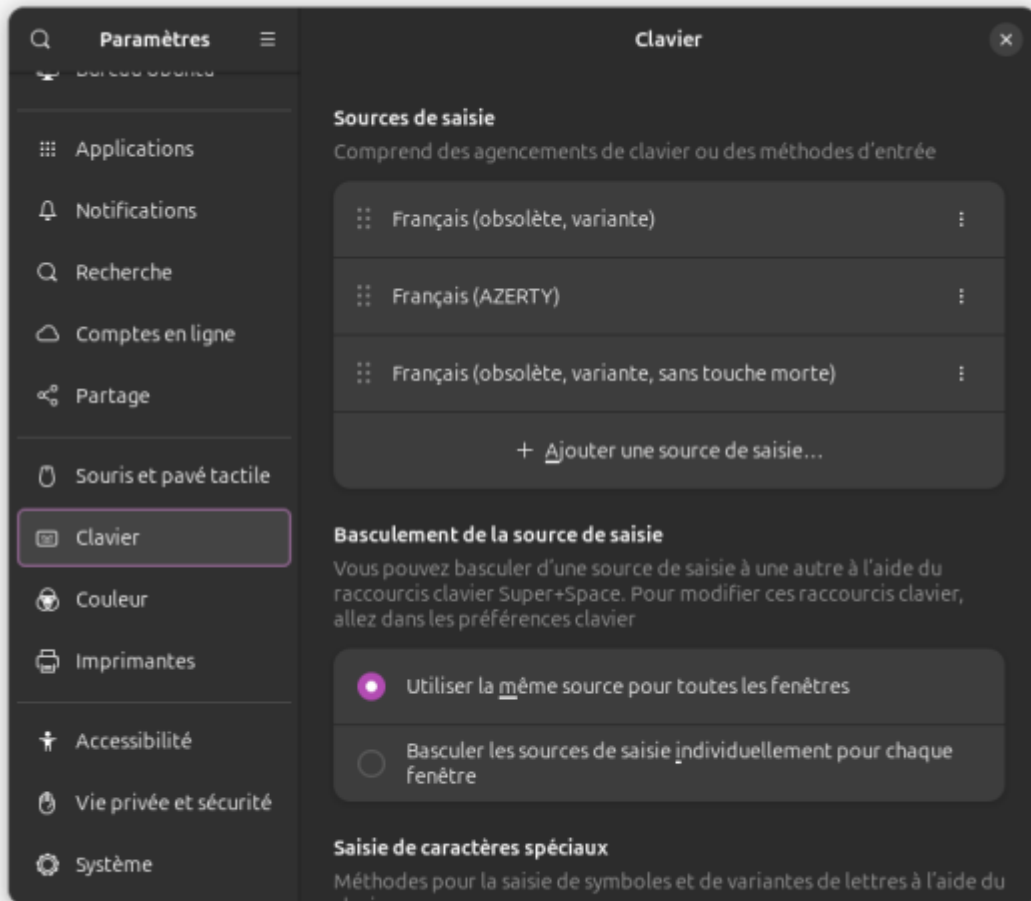 Paramètres
Clavier
Bureau Ubuntu
Applications
Notifications
Recherche
Comptes en ligne
Partage
Souris et pavé tactile
Clavier
Couleur
Imprimantes
Accessibilité
Vie privée et sécurité
Système
Sources de saisie
Comprend des agencements de clavier ou des méthodes d'entrée
Français (obsolète, variante)
Français (AZERTY)
Français (obsolète, variante, sans touche morte)
+ Ajouter une source de saisie…
Basculement de la source de saisie
Vous pouvez basculer d'une source de saisie à une autre à l'aide du
raccourcis clavier Super+Space. Pour modifier ces raccourcis clavier,
allez dans les préférences clavier
Utiliser la même source pour toutes les fenêtres
Basculer les sources de saisie individuellement pour chaque
fenêtre
Saisie de caractères spéciaux
Méthodes pour la saisie de symboles et de variantes de lettres à l'aide du